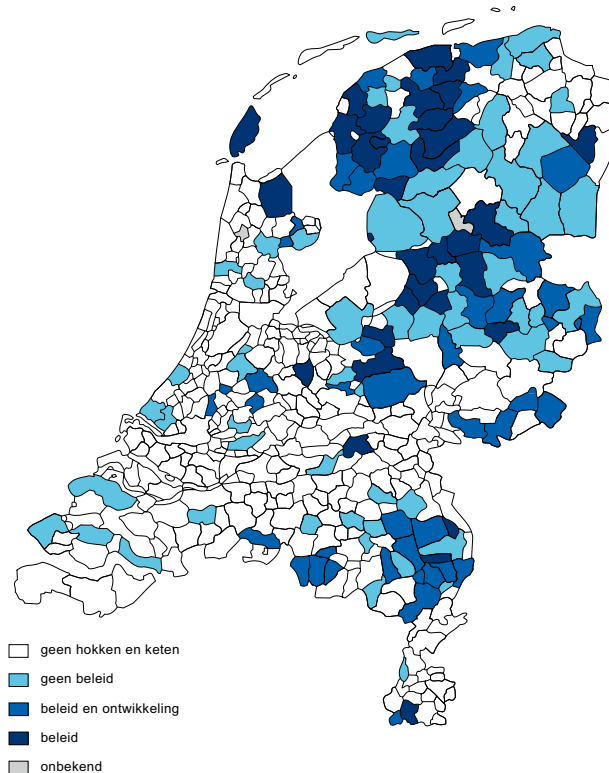 geen hokken en keten
geen beleid
beleid en ontwikkeling
beleid
onbekend